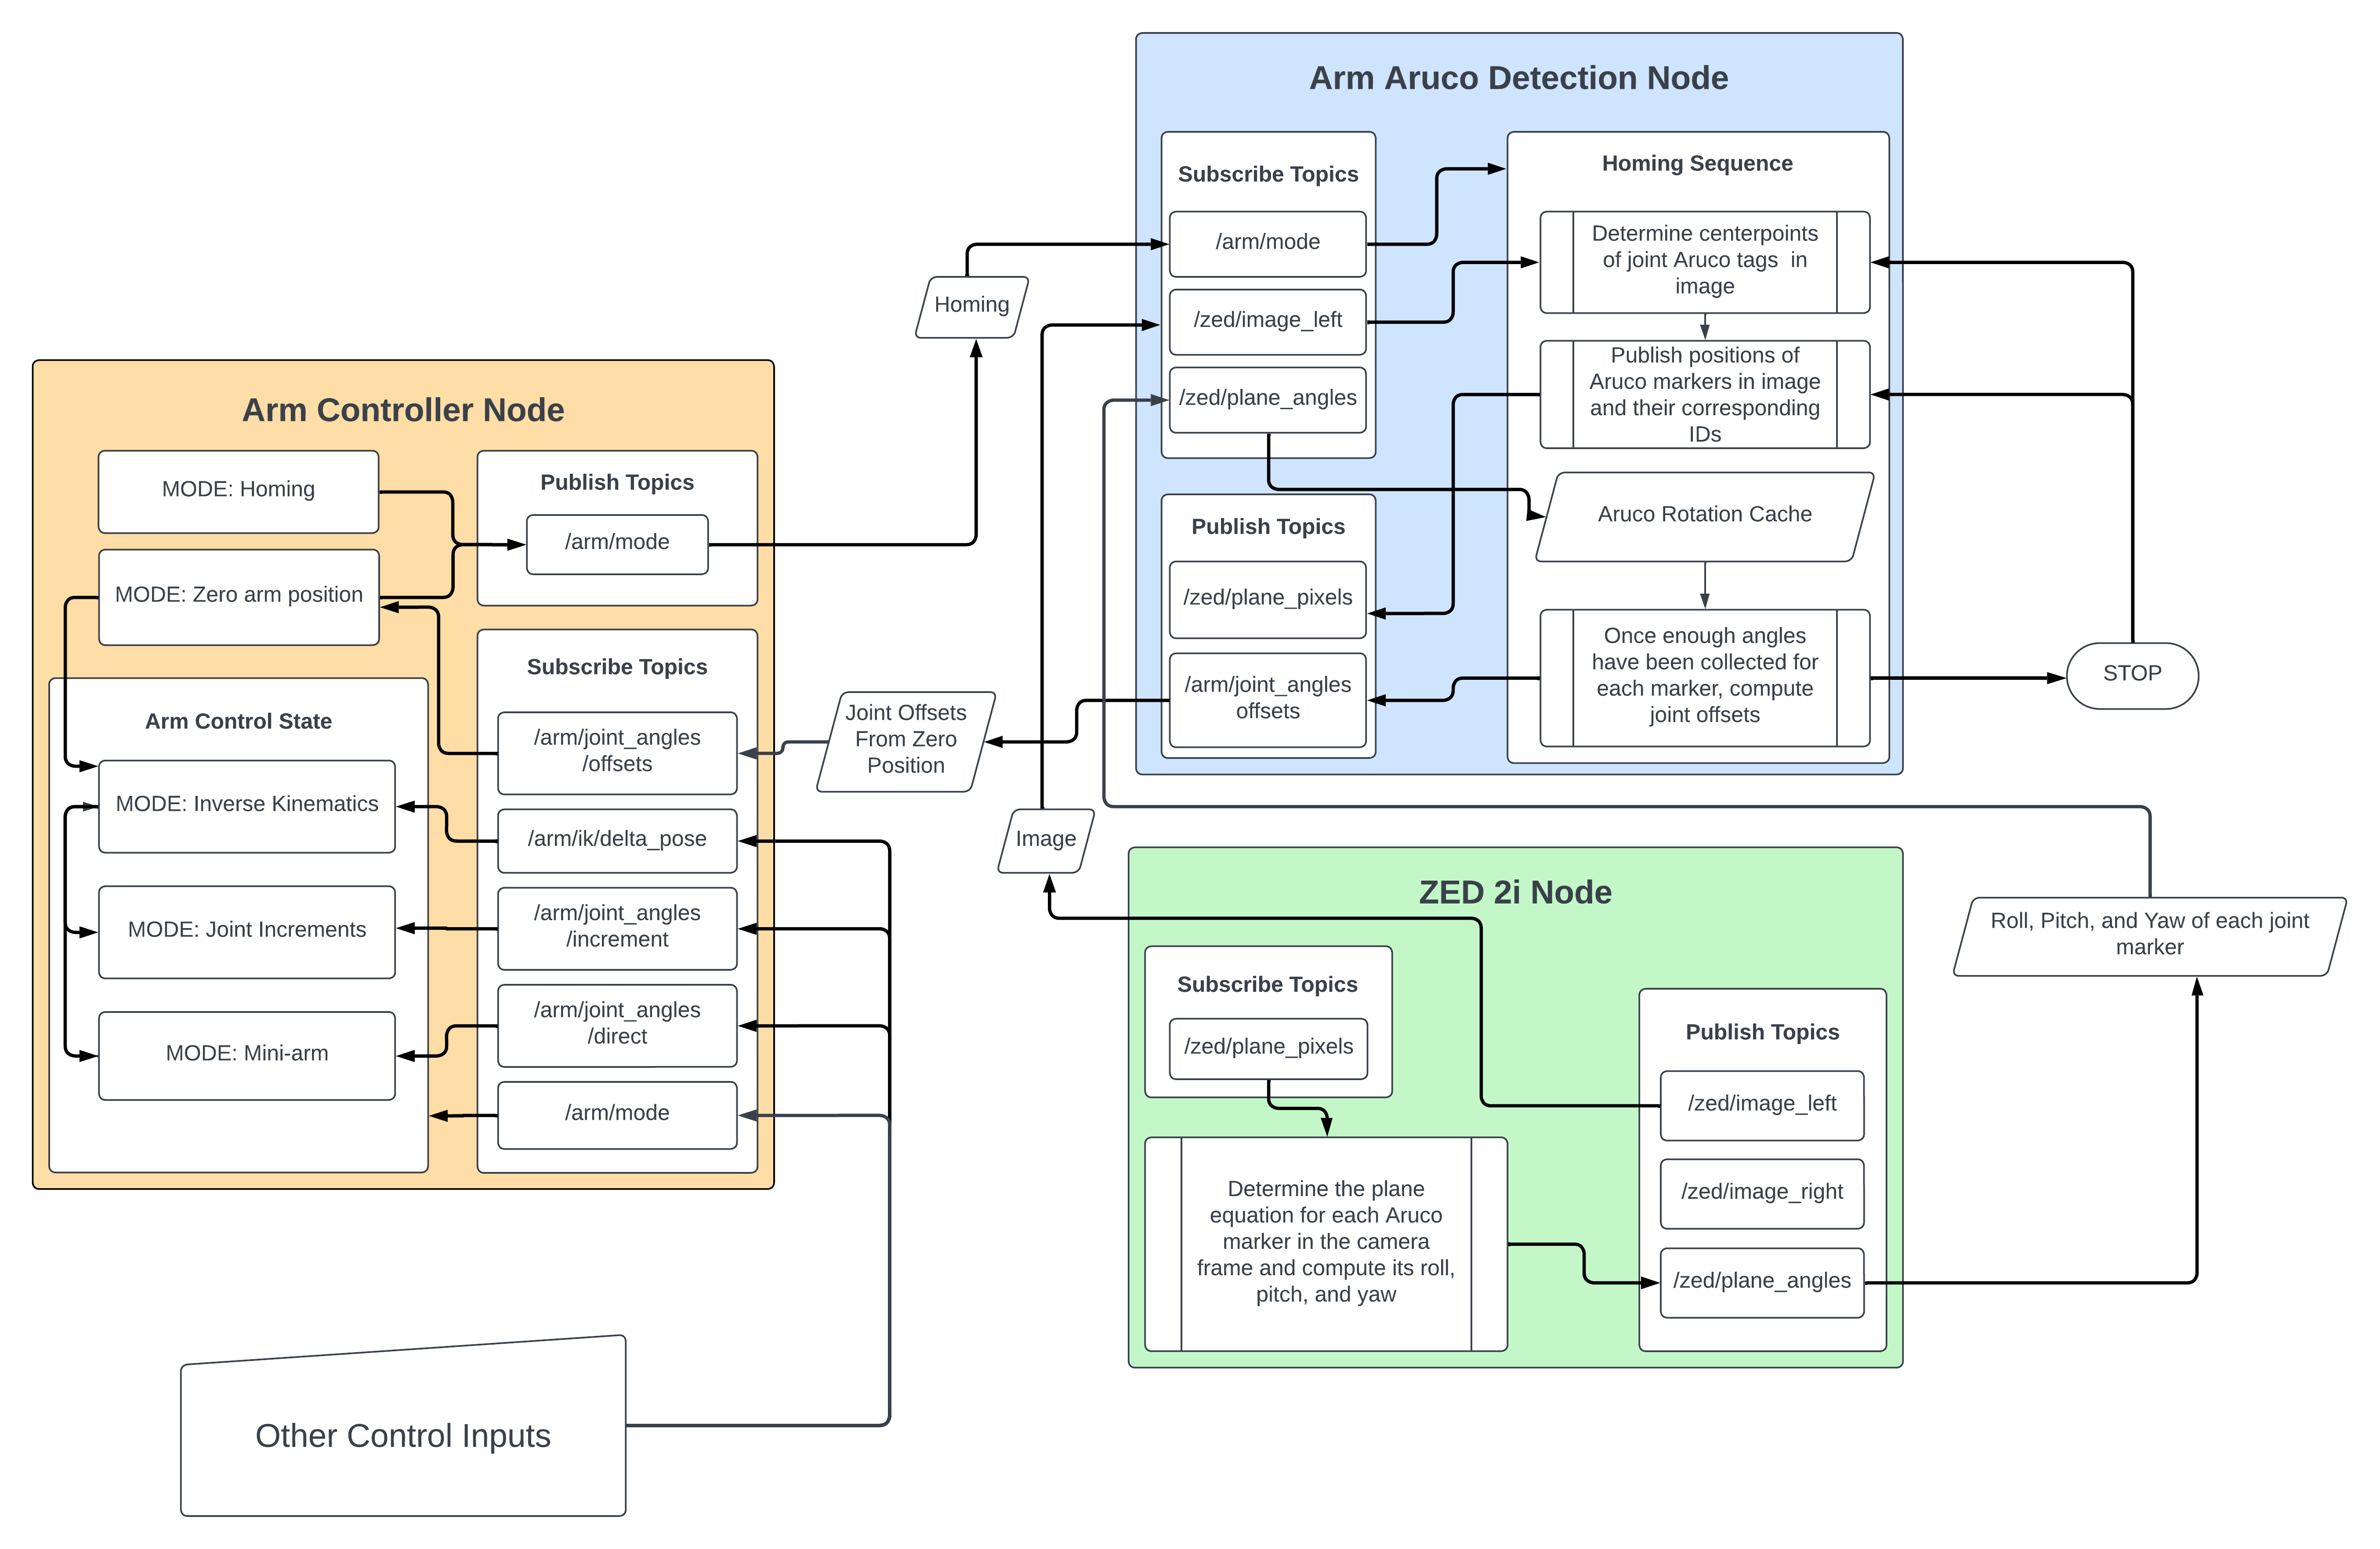 Arm Aruco Detection Node
Subscribe Topics
/arm/mode
/zed/image_left
/zed/plane_angles
Publish Topics
/zed/plane_pixels
/arm/joint_angles
offsets
Homing Sequence
Determine centerpoints
of joint Aruco tags in
image
Publish positions of
Aruco markers in image
and their corresponding
IDs
Aruco Rotation Cache
Once enough angles
have been collected for
each marker, compute
joint offsets
STOP
Homing
Arm Controller Node
MODE: Homing
MODE: Zero arm position
Publish Topics
/arm/mode
Arm Control State
MODE: Inverse Kinematics
MODE: Joint Increments
MODE: Mini-arm
Subscribe Topics
/arm/joint_angles
/offsets
/arm/ik/delta_pose
/arm/joint_angles
/increment
/arm/joint_angles
/direct
/arm/mode
Joint Offsets
From Zero
Position
Image
ZED 2i Node
Subscribe Topics
/zed/plane_pixels
Determine the plane
equation for each Aruco
marker in the camera
frame and compute its roll,
pitch, and yaw
Publish Topics
/zed/image_left
/zed/image_right
/zed/plane_angles
Roll, Pitch, and Yaw of each joint
marker
Other Control Inputs